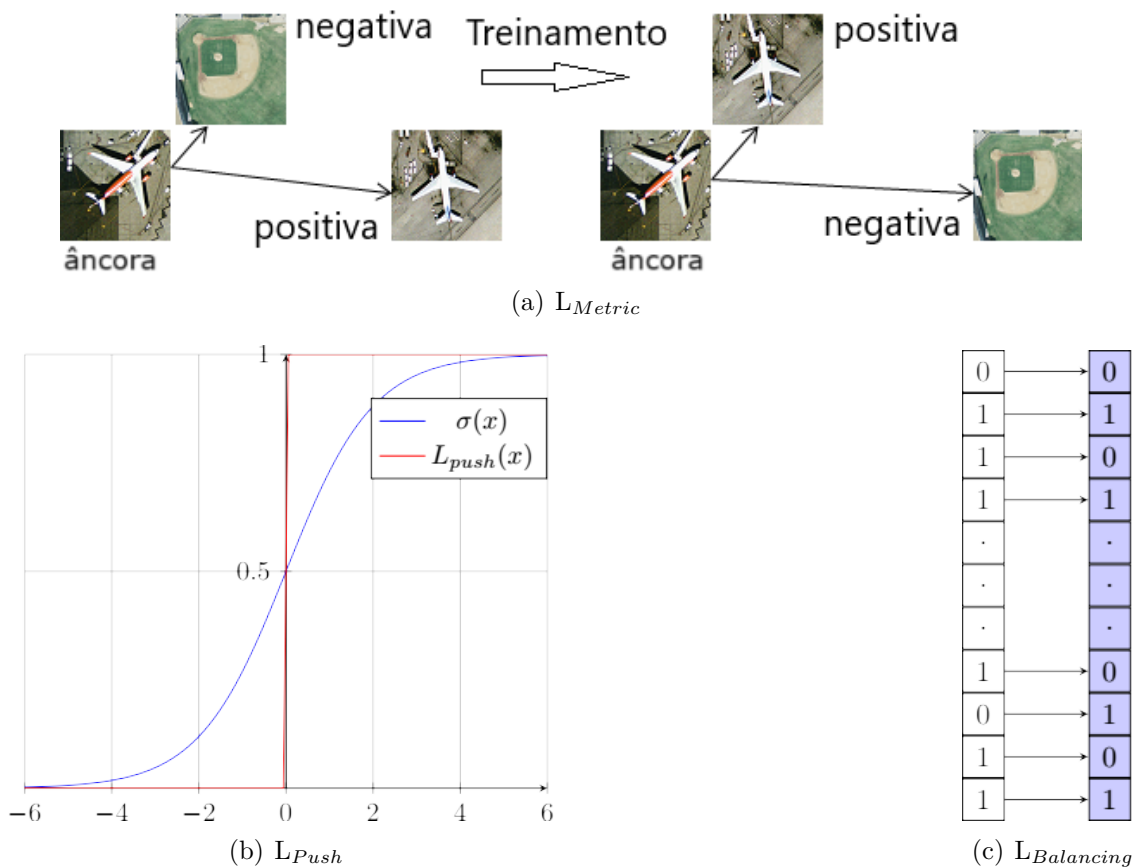 negativa
Treinamento
positiva
positiva
negativa
âncora
âncora
(a) L_Metric
1
σ(x)
L_push(x)
0.5
−6 −4 −2 0 2 4 6
(b) L_Push
0 0
1 1
1 0
1 1
. .
. .
. .
1 0
0 1
1 0
1 1
(c) L_Balancing